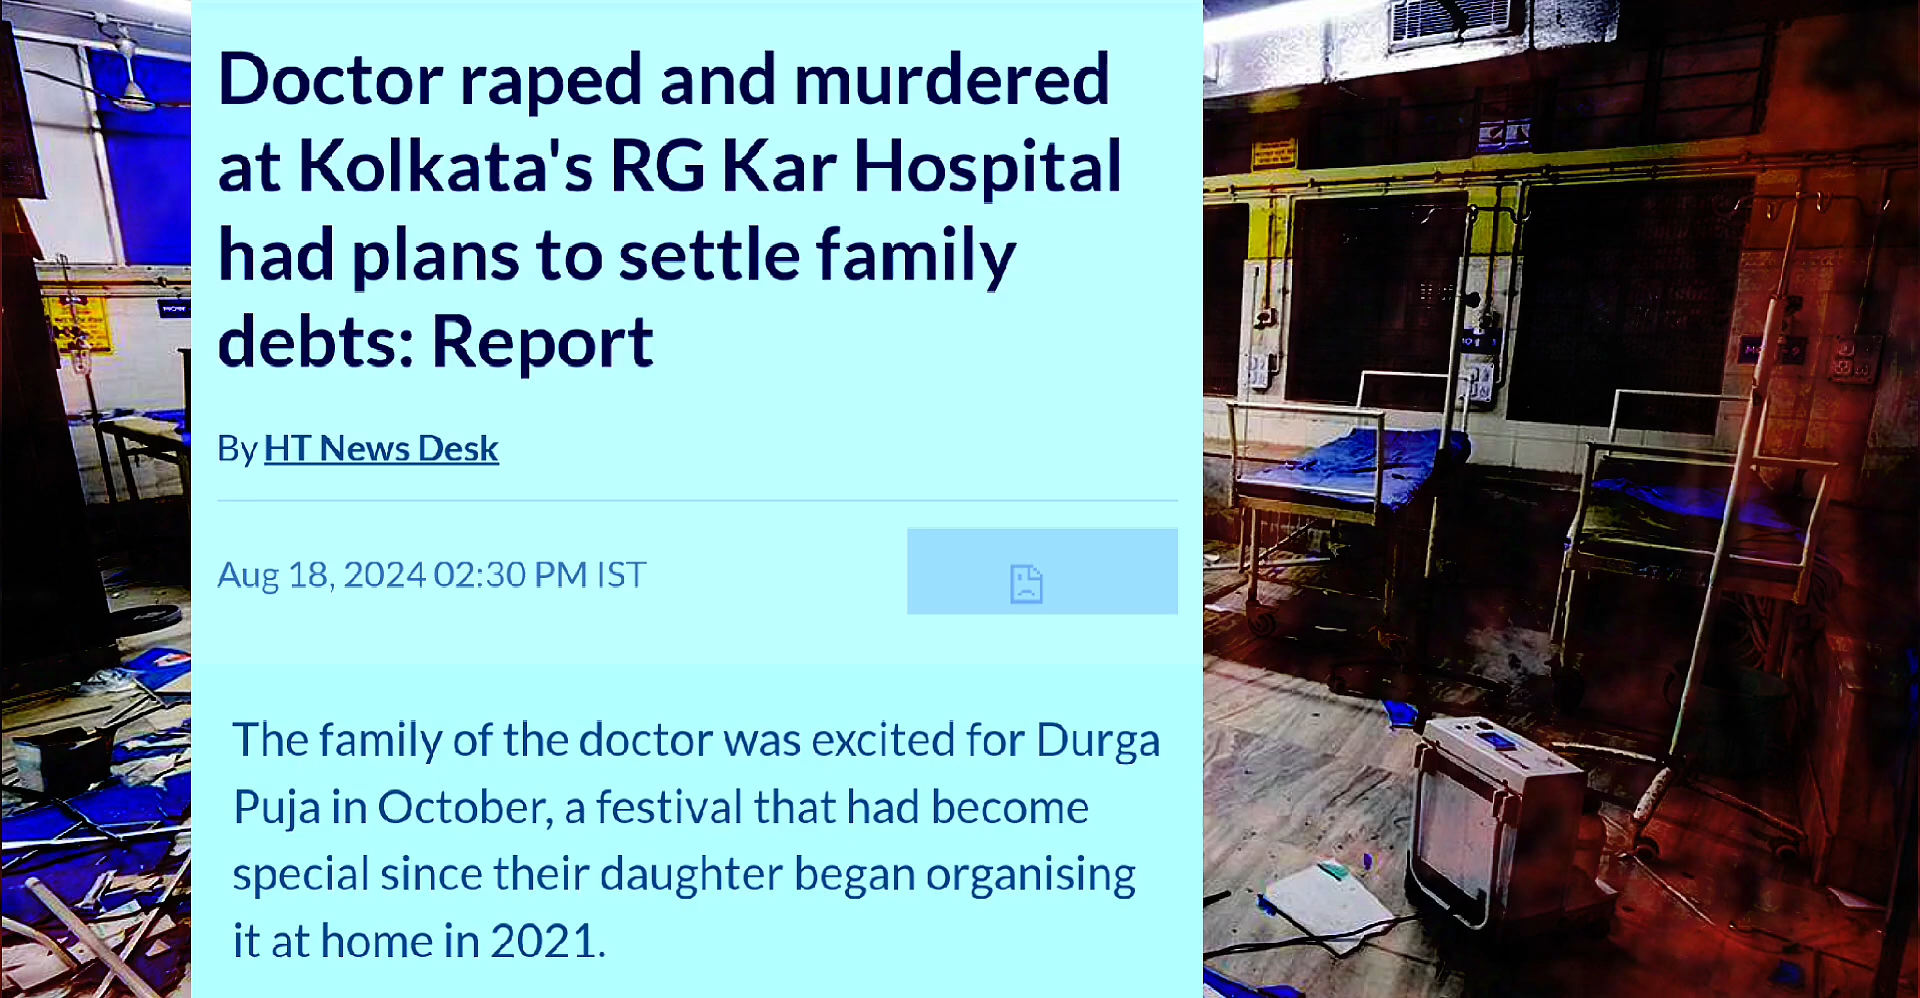 Doctor raped and murdered
at Kolkata's RG Kar Hospital
had plans to settle family
debts: Report
By HT News Desk
Aug 18, 2024 02:30 PM IST
The family of the doctor was excited for Durga
Puja in October, a festival that had become
special since their daughter began organising
it at home in 2021.